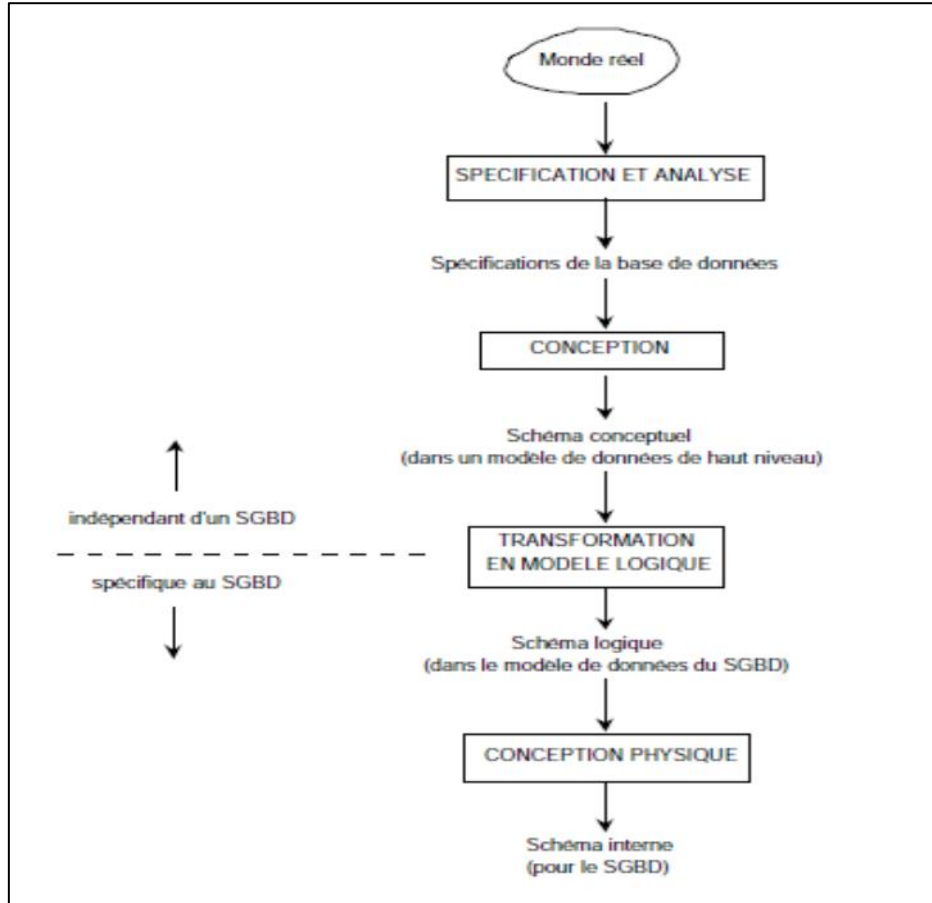 Monde réel
SPECIFICATION ET ANALYSE
Spécifications de la base de données
CONCEPTION
Schéma conceptuel
(dans un modèle de données de haut niveau)
indépendant d'un SGBD
spécifique au SGBD
TRANSFORMATION
EN MODELE LOGIQUE
Schéma logique
(dans le modèle de données du SGBD)
CONCEPTION PHYSIQUE
Schéma interne
(pour le SGBD)